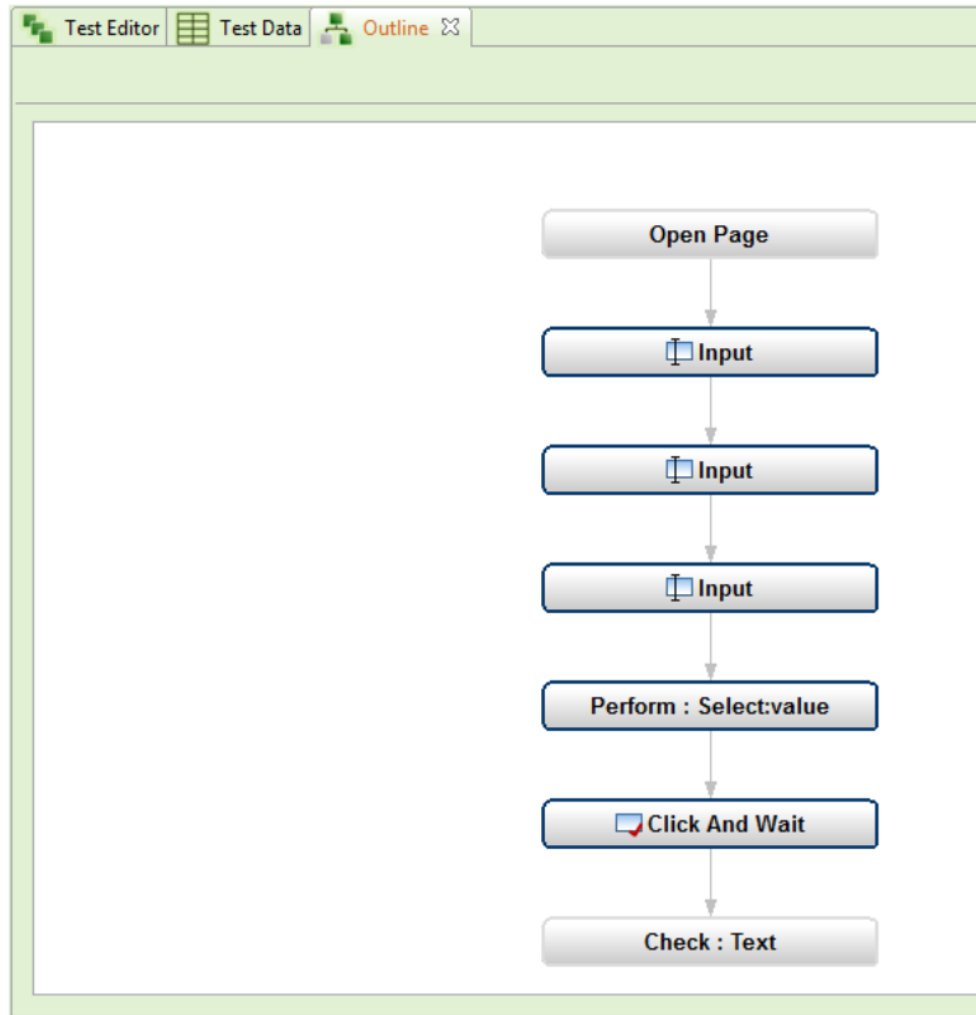 Test Editor Test Data Outline
Open Page
Input
Input
Input
Perform : Select:value
Click And Wait
Check : Text